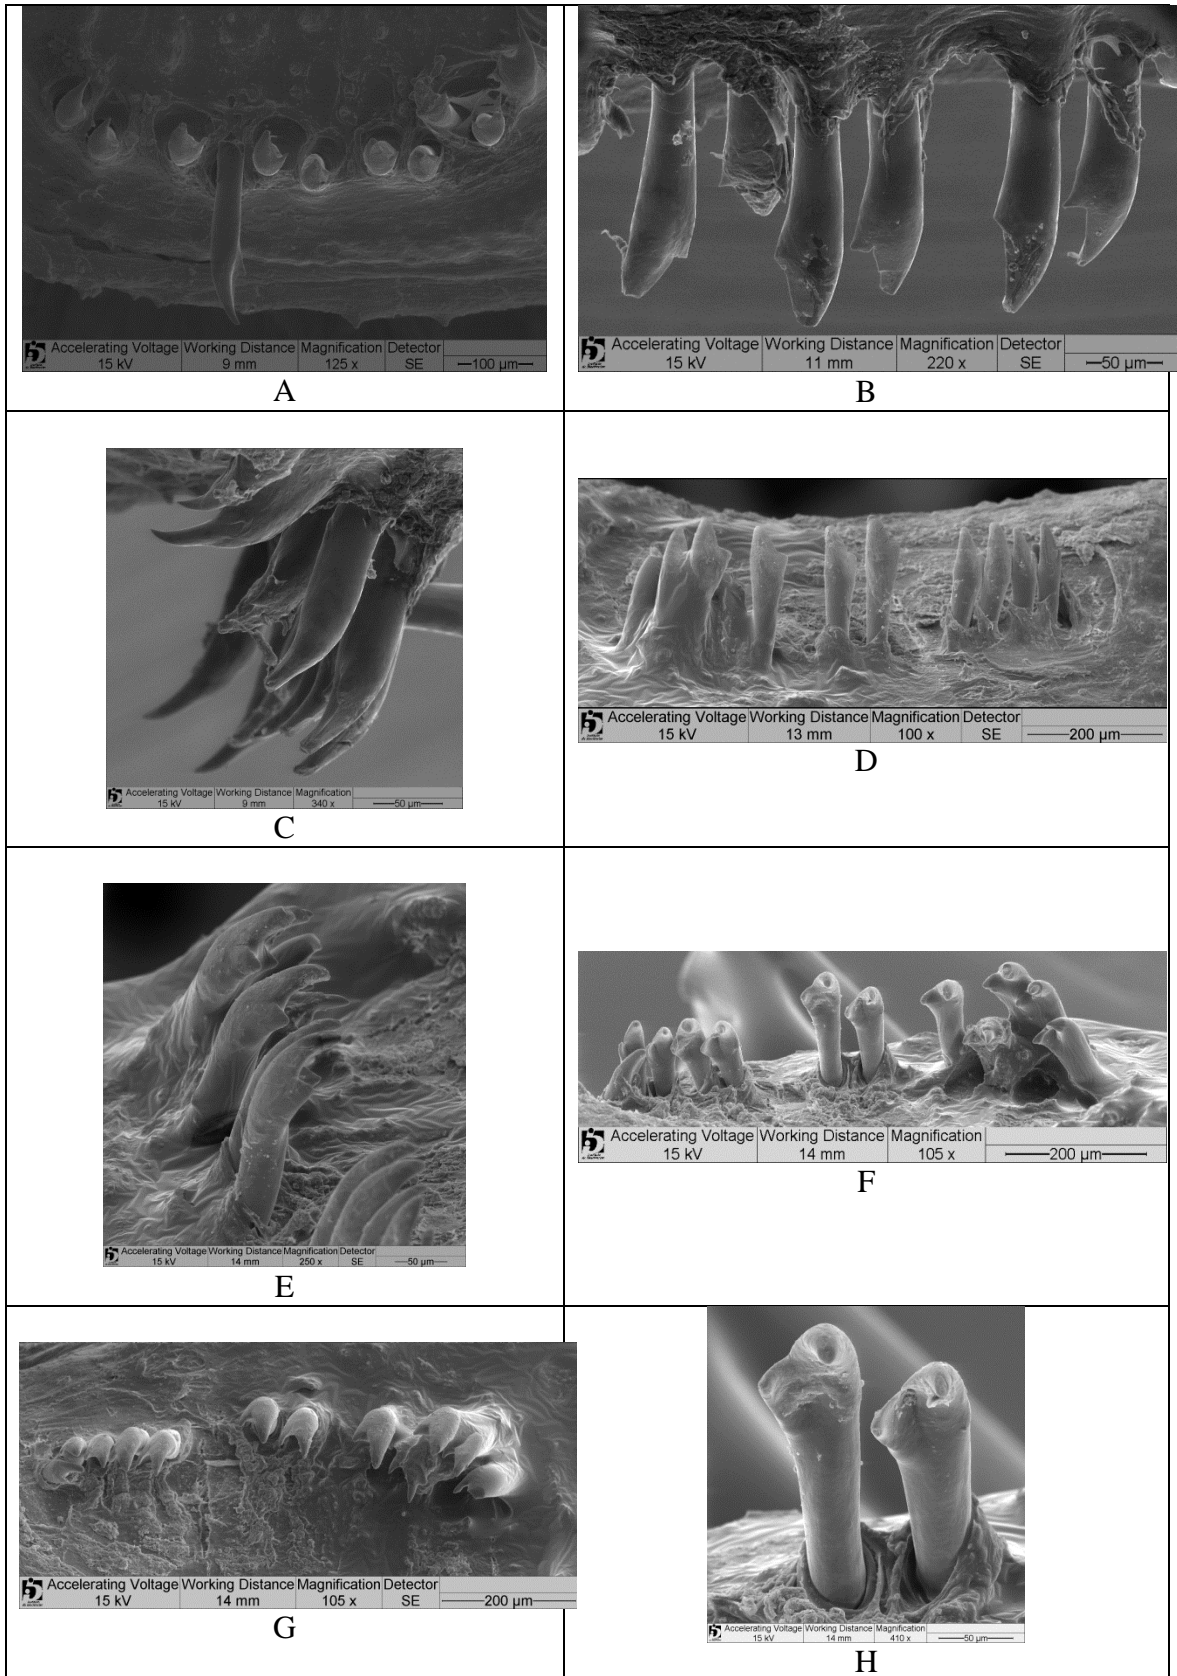 Accelerating Voltage Working Distance Magnification Detector
15 kV 9 mm 125 x SE 100 µm
A
Accelerating Voltage Working Distance Magnification Detector
15 kV 11 mm 220 x SE 50 µm
B
Accelerating Voltage Working Distance Magnification
15 kV 9 mm 340 x 50 µm
C
Accelerating Voltage Working Distance Magnification Detector
15 kV 13 mm 100 x SE 200 µm
D
Accelerating Voltage Working Distance Magnification Detector
15 kV 14 mm 250 x SE 50 µm
E
Accelerating Voltage Working Distance Magnification
15 kV 14 mm 105 x 200 µm
F
Accelerating Voltage Working Distance Magnification Detector
15 kV 14 mm 105 x SE 200 µm
G
Accelerating Voltage Working Distance Magnification
15 kV 14 mm 410 x 50 µm
H